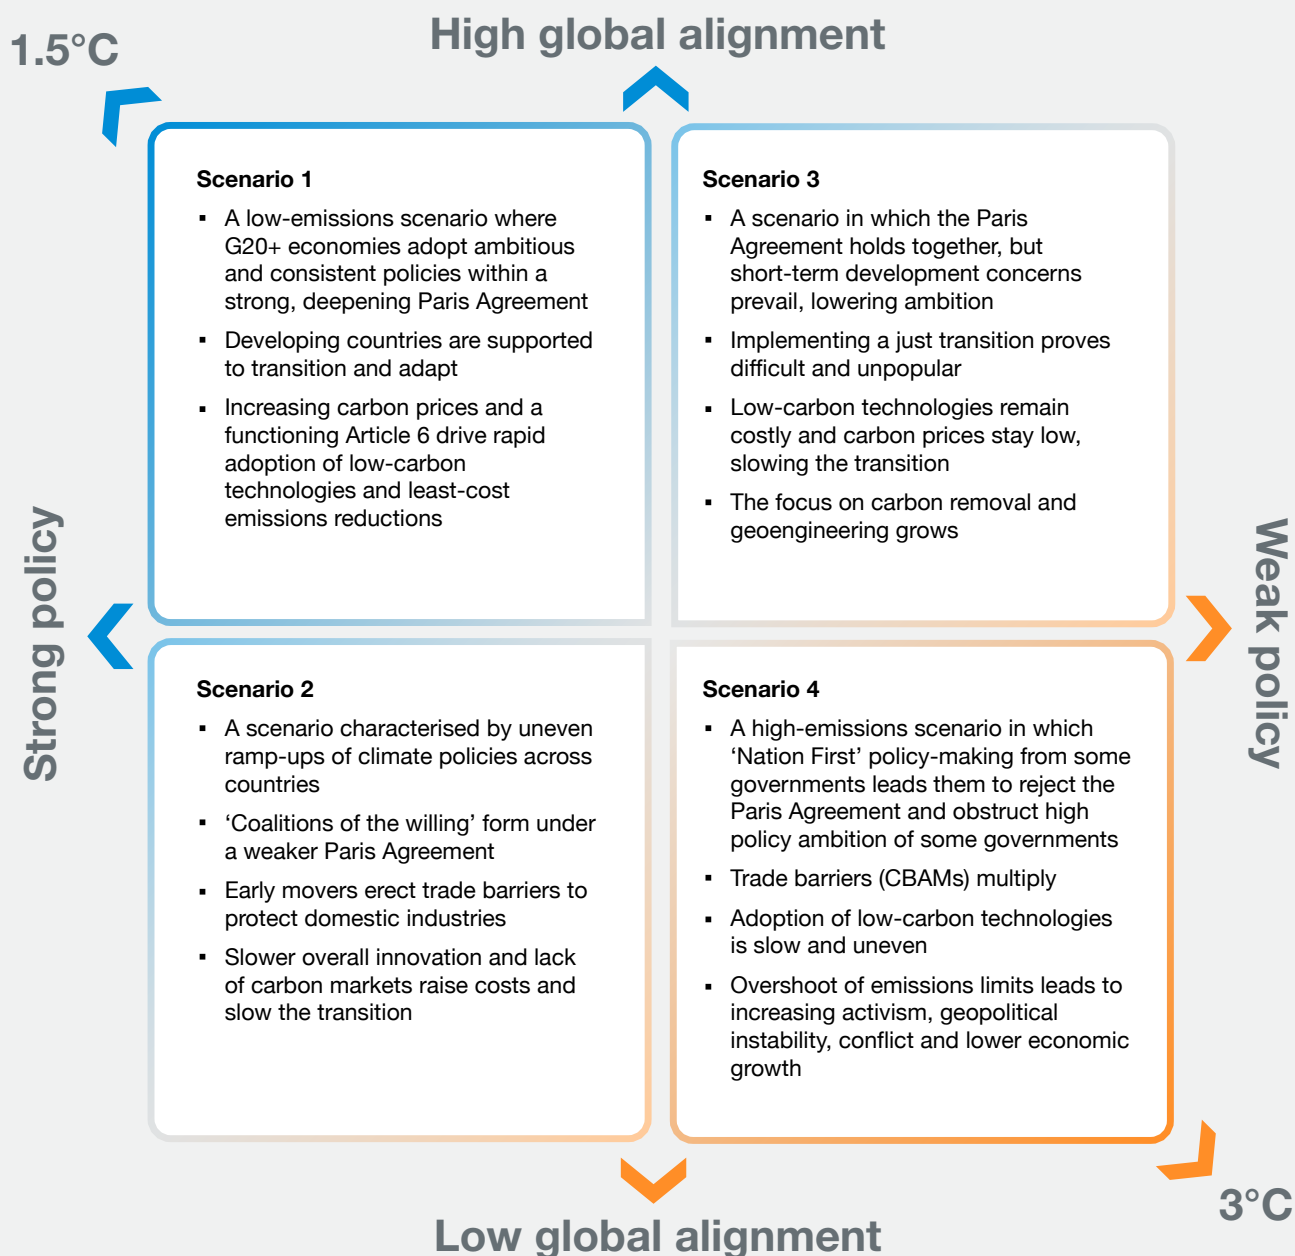 1.5°C
High global alignment
Strong policy
Scenario 1
▪ A low-emissions scenario where
G20+ economies adopt ambitious
and consistent policies within a
strong, deepening Paris Agreement
▪ Developing countries are supported
to transition and adapt
▪ Increasing carbon prices and a
functioning Article 6 drive rapid
adoption of low-carbon
technologies and least-cost
emissions reductions
Scenario 3
▪ A scenario in which the Paris
Agreement holds together, but
short-term development concerns
prevail, lowering ambition
▪ Implementing a just transition proves
difficult and unpopular
▪ Low-carbon technologies remain
costly and carbon prices stay low,
slowing the transition
▪ The focus on carbon removal and
geoengineering grows
Weak policy
Scenario 2
▪ A scenario characterised by uneven
ramp-ups of climate policies across
countries
▪ ‘Coalitions of the willing’ form under
a weaker Paris Agreement
▪ Early movers erect trade barriers to
protect domestic industries
▪ Slower overall innovation and lack
of carbon markets raise costs and
slow the transition
Scenario 4
▪ A high-emissions scenario in which
‘Nation First’ policy-making from some
governments leads them to reject the
Paris Agreement and obstruct high
policy ambition of some governments
▪ Trade barriers (CBAMs) multiply
▪ Adoption of low-carbon technologies
is slow and uneven
▪ Overshoot of emissions limits leads to
increasing activism, geopolitical
instability, conflict and lower economic
growth
3°C
Low global alignment